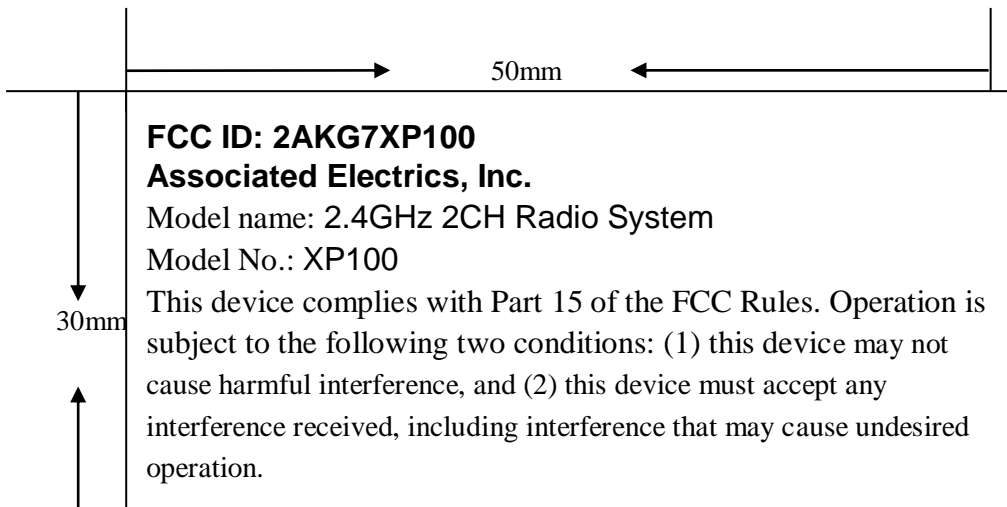 50mm
FCC ID: 2AKG7XP100
Associated Electrics, Inc.
Model name: 2.4GHz 2CH Radio System
Model No.: XP100
This device complies with Part 15 of the FCC Rules. Operation is
30mm
subject to the following two conditions: (1) this device may not
cause harmful interference, and (2) this device must accept any
interference received, including interference that may cause undesired
operation.